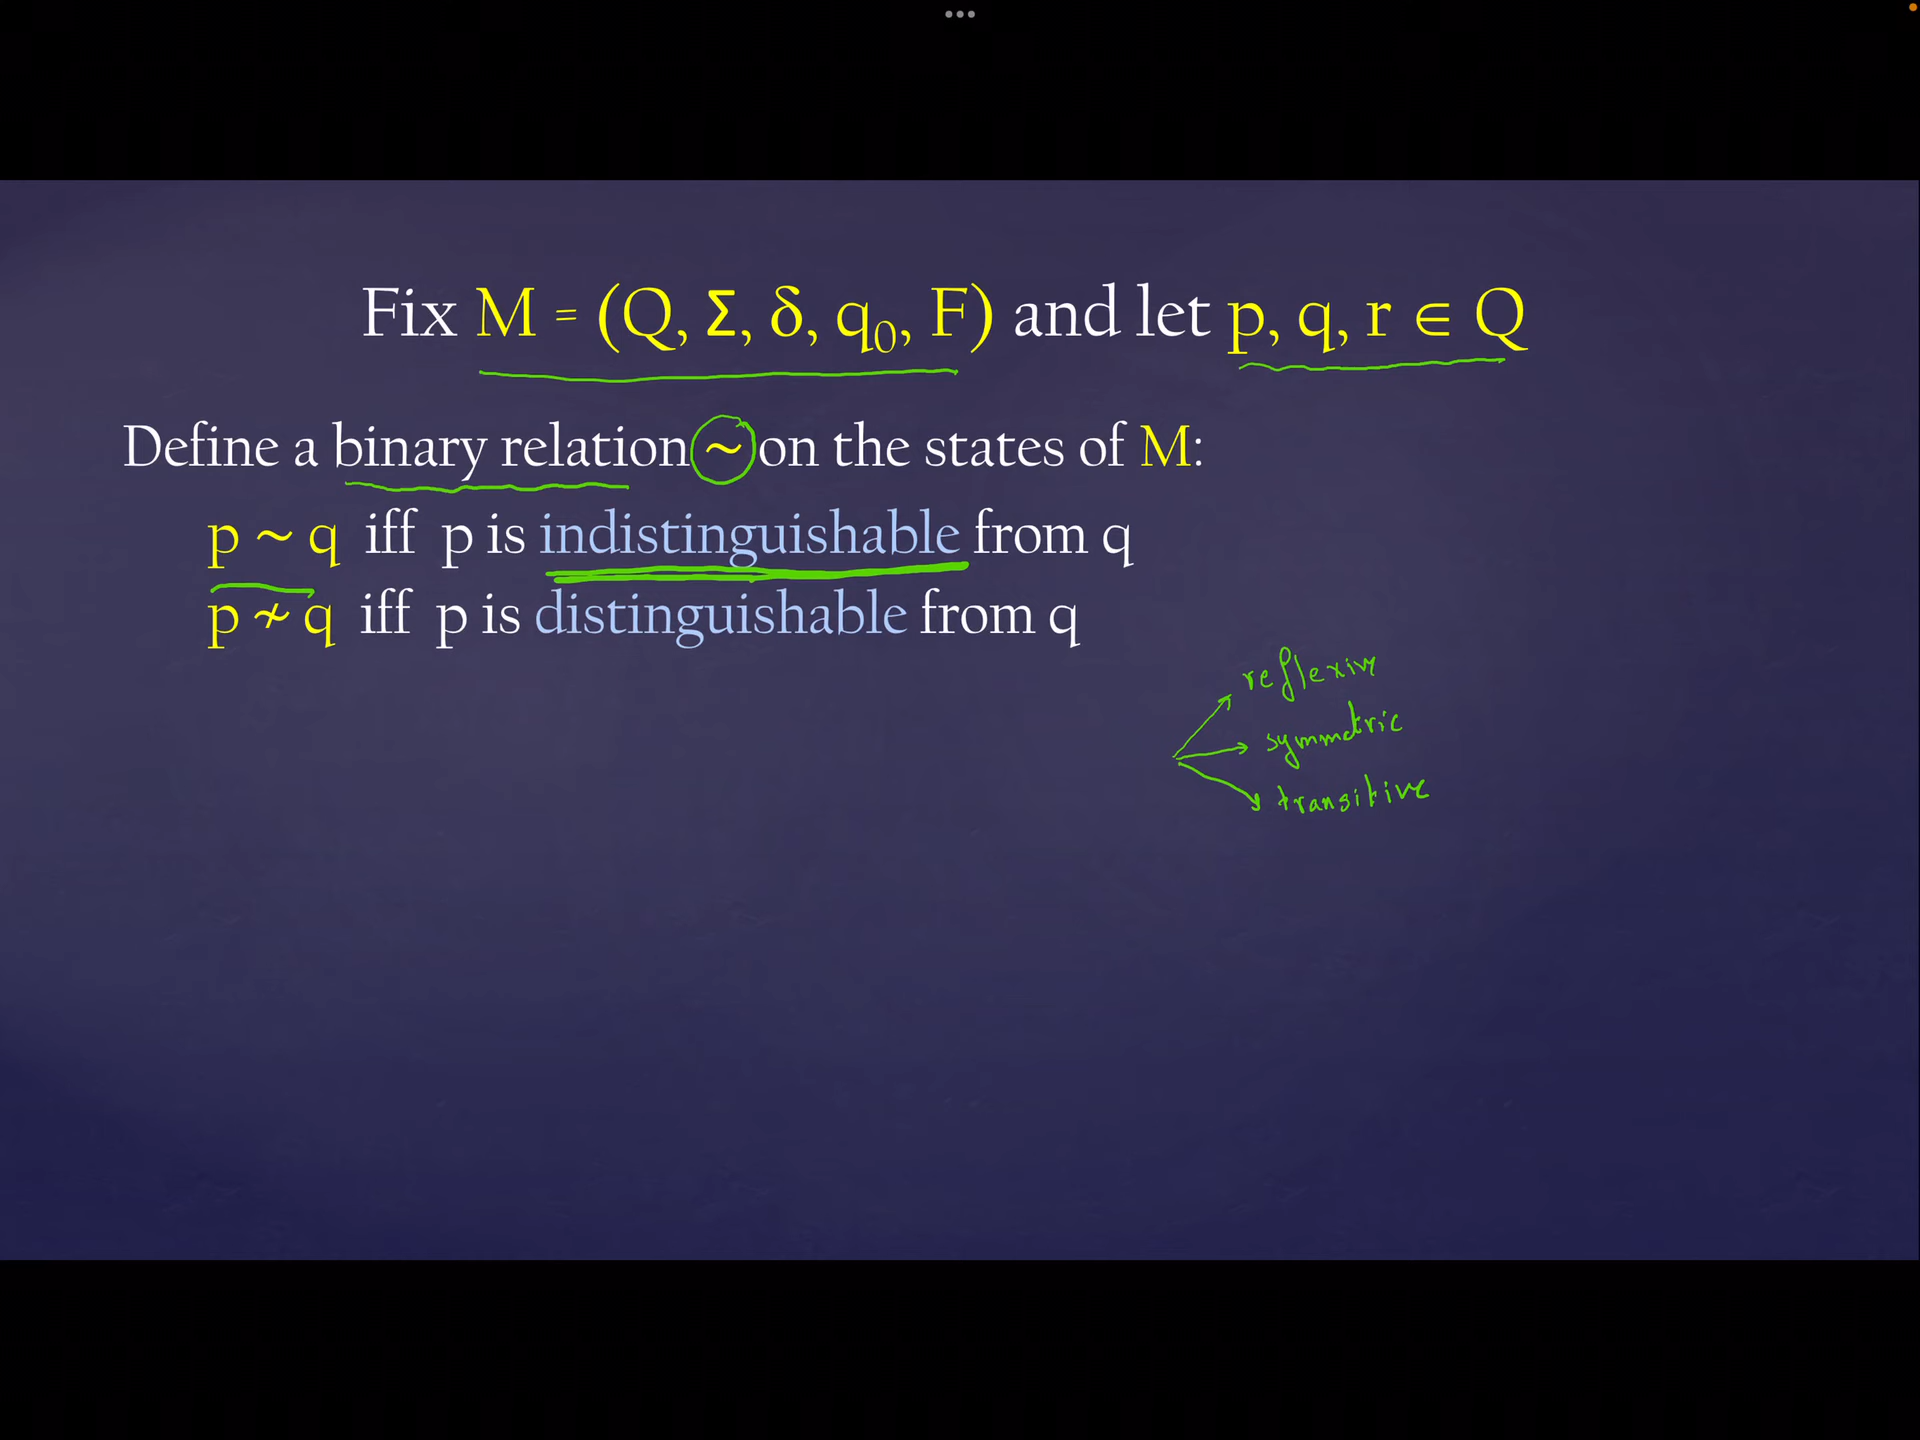 Fix M = (Q, Σ, δ, q₀, F) and let p, q, r ∈ Q
Define a binary relation ~ on the states of M:
p ~ q iff p is indistinguishable from q
p ≁ q iff p is distinguishable from q
reflexive
symmetric
transitive